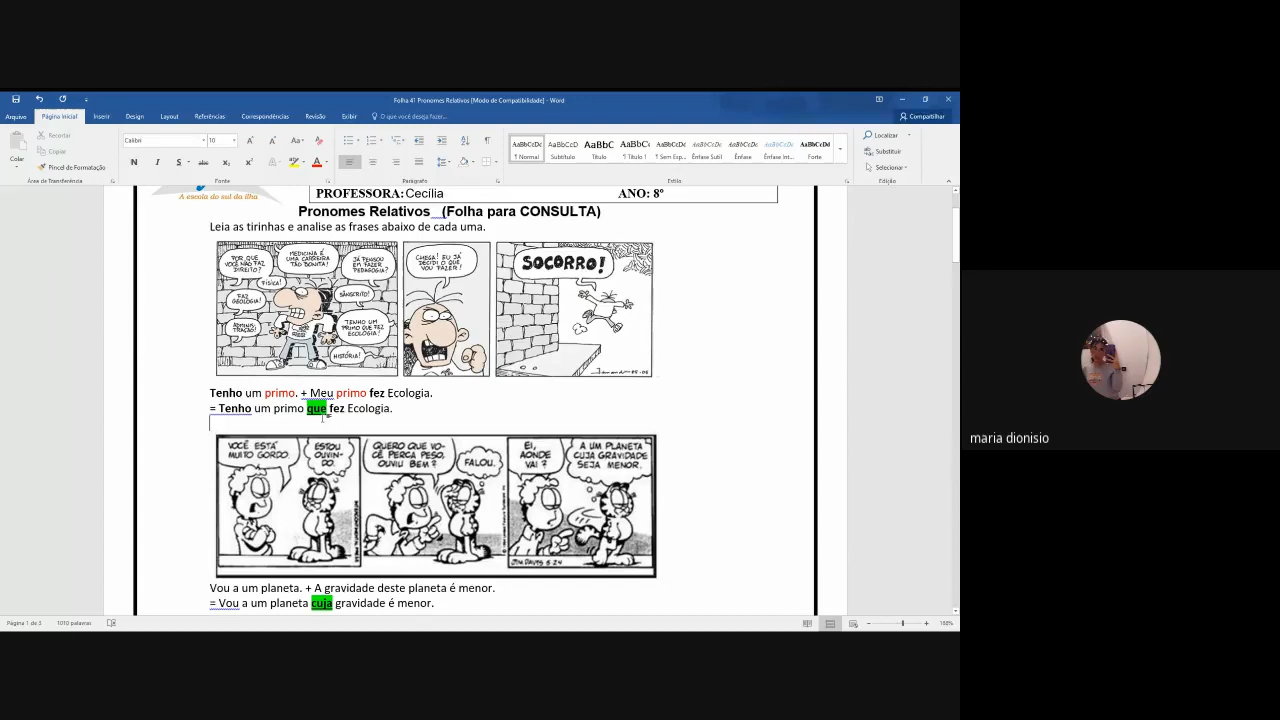 Folha 41 Pronomes Relativos [Modo de Compatibilidade] - Word
Arquivo
Página Inicial
Inserir
Design
Layout
Referências
Correspondências
Revisão
Exibir
O que você deseja fazer...
Compartilhar
Colar
Recortar
Copiar
Pincel de Formatação
Área de Transferência
Calibri
10
Fonte
Parágrafo
AaBbCcDc
¶ Normal
AaBbCcD
Subtítulo
AaBbC
Título
AaBbCc
¶ Título 1
AaBbCcDc
¶ Sem Esp...
AaBbCcDc
Ênfase Sutil
AaBbCcDc
Ênfase
AaBbCcDc
Ênfase Int...
AaBbCcDd
Forte
Estilo
Localizar
Substituir
Selecionar
Edição
A escola do sul da ilha.
PROFESSORA: Cecília
ANO: 8º
Pronomes Relativos (Folha para CONSULTA)
Leia as tirinhas e analise as frases abaixo de cada uma.
POR QUE VOCÊ NÃO FAZ DIREITO?
MEDICINA É UMA CARREIRA TÃO BONITA!
JÁ PENSOU EM FAZER PEDAGOGIA?
FÍSICA!
FAZ GEOLOGIA!
SÂNSCRITO!
ADMINISTRAÇÃO!
TENHO UM PRIMO QUE FEZ ECOLOGIA!
HISTÓRIA!
CHEGA! EU JÁ DECIDI O QUE VOU FAZER!
SOCORRO!
Tenho um primo. + Meu primo fez Ecologia.
= Tenho um primo que fez Ecologia.
VOCÊ ESTÁ MUITO GORDO.
ESTOU OUVINDO.
QUERO QUE VO-
CÊ PERCA PESO,
OUVIU BEM?
FALOU.
EI, AONDE VAI?
A UM PLANETA
CUJA GRAVIDADE
SEJA MENOR.
JIM DAVIS 5-24
Vou a um planeta. + A gravidade deste planeta é menor.
= Vou a um planeta cuja gravidade é menor.
Página 1 de 3
1010 palavras
188%
maria dionisio